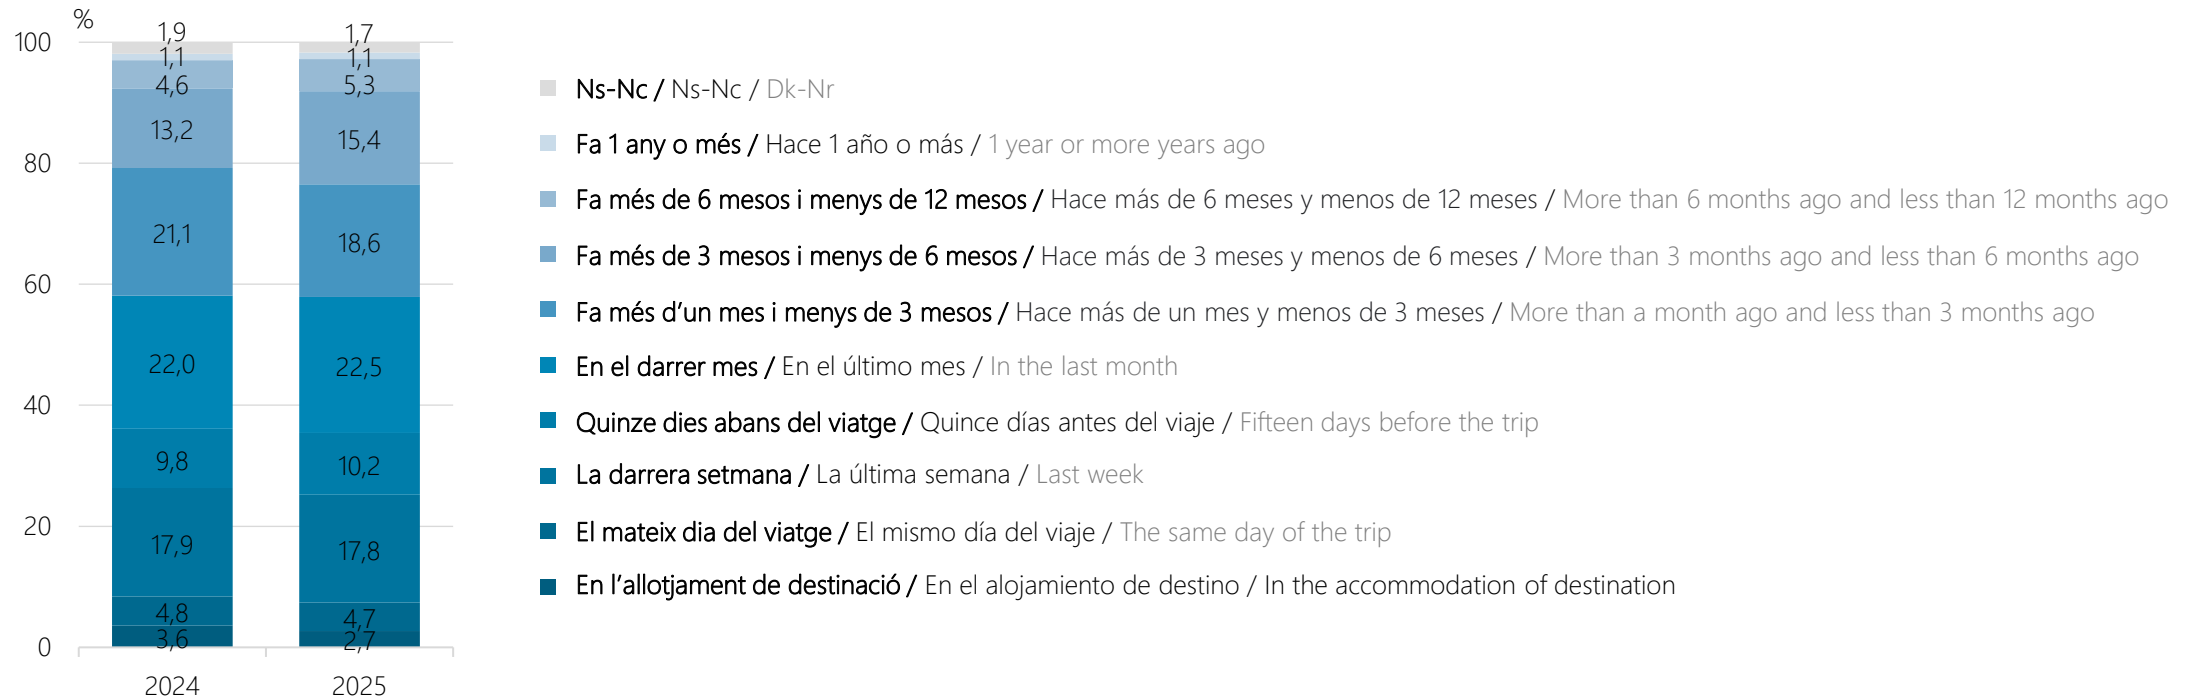 %
100
80
60
40
20
0
1,9
1,1
4,6
13,2
21,1
22,0
9,8
17,9
4,8
3,6
1,7
1,1
5,3
15,4
18,6
22,5
10,2
17,8
4,7
2,7
2024
2025
Ns-Nc / Ns-Nc / Dk-Nr
Fa 1 any o més / Hace 1 año o más / 1 year or more years ago
Fa més de 6 mesos i menys de 12 mesos / Hace más de 6 meses y menos de 12 meses / More than 6 months ago and less than 12 months ago
Fa més de 3 mesos i menys de 6 mesos / Hace más de 3 meses y menos de 6 meses / More than 3 months ago and less than 6 months ago
Fa més d’un mes i menys de 3 mesos / Hace más de un mes y menos de 3 meses / More than a month ago and less than 3 months ago
En el darrer mes / En el último mes / In the last month
Quinze dies abans del viatge / Quince días antes del viaje / Fifteen days before the trip
La darrera setmana / La última semana / Last week
El mateix dia del viatge / El mismo día del viaje / The same day of the trip
En l’allotjament de destinació / En el alojamiento de destino / In the accommodation of destination